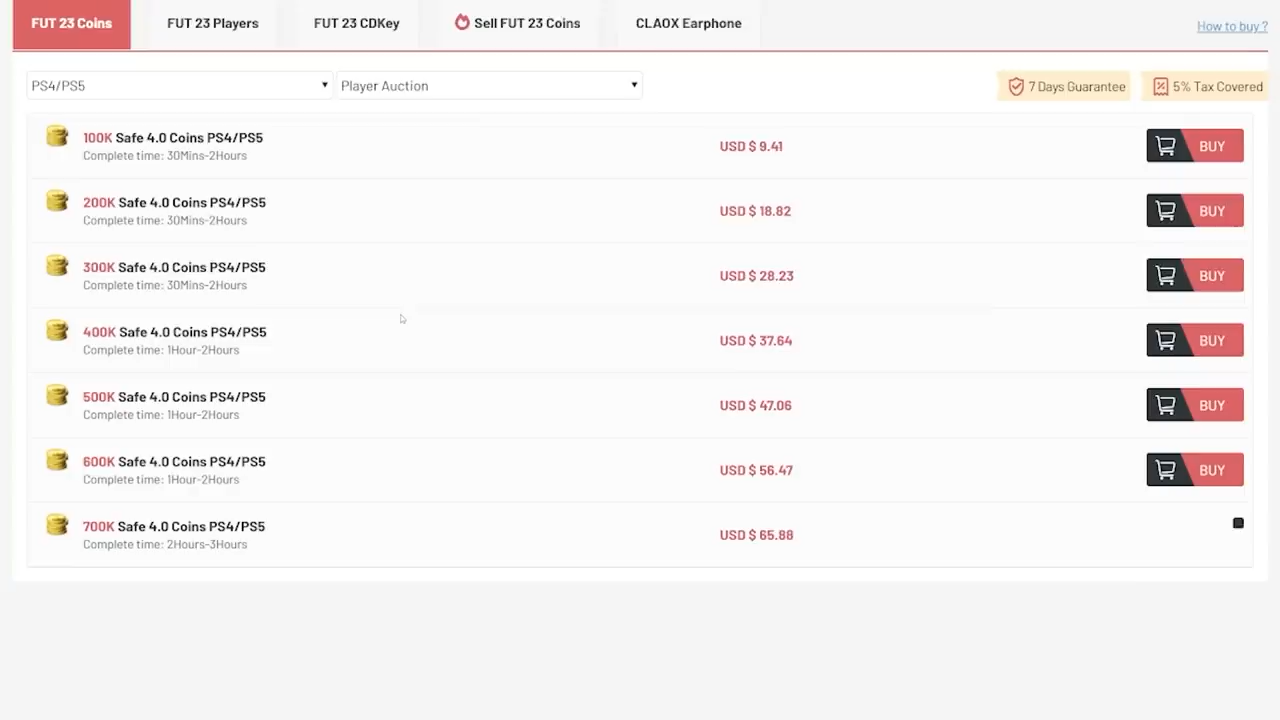 FUT 23 Coins
FUT 23 Players
FUT 23 CDKey
Sell FUT 23 Coins
CLAOX Earphone
How to buy ?
PS4/PS5
Player Auction
7 Days Guarantee
5% Tax Covered
100K Safe 4.0 Coins PS4/PS5
Complete time: 30Mins-2Hours
USD $ 9.41
BUY
200K Safe 4.0 Coins PS4/PS5
Complete time: 30Mins-2Hours
USD $ 18.82
BUY
300K Safe 4.0 Coins PS4/PS5
Complete time: 30Mins-2Hours
USD $ 28.23
BUY
400K Safe 4.0 Coins PS4/PS5
Complete time: 1Hour-2Hours
USD $ 37.64
BUY
500K Safe 4.0 Coins PS4/PS5
Complete time: 1Hour-2Hours
USD $ 47.06
BUY
600K Safe 4.0 Coins PS4/PS5
Complete time: 1Hour-2Hours
USD $ 56.47
BUY
700K Safe 4.0 Coins PS4/PS5
Complete time: 2Hours-3Hours
USD $ 65.88